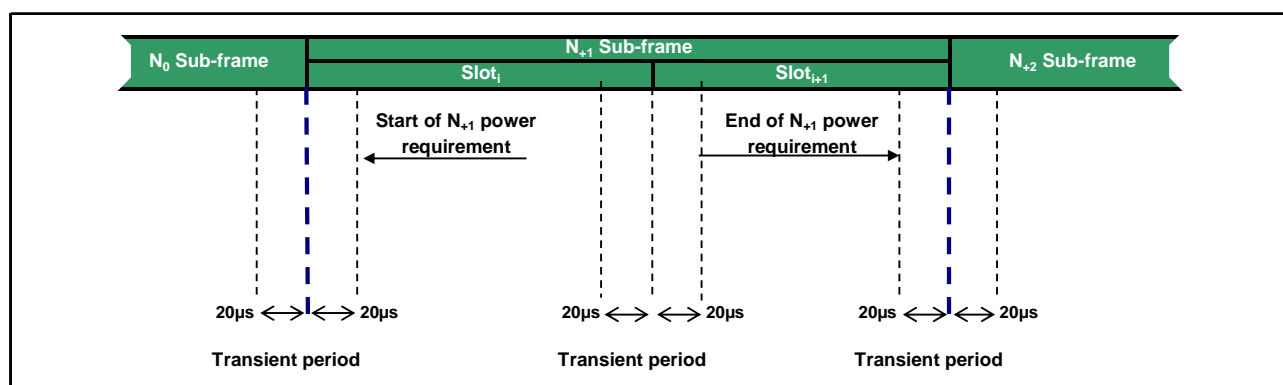 N0 Sub-frame
N+1 Sub-frame
N+2 Sub-frame
Sloti
Sloti+1
Start of N+1 power
requirement
End of N+1 power
requirement
20µs
20µs
20µs
20µs
20µs
20µs
Transient period
Transient period
Transient period